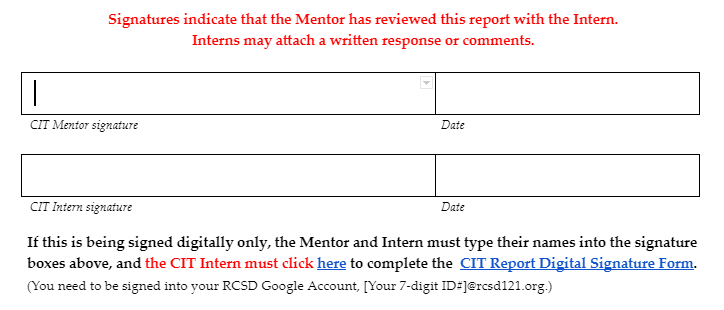 Signatures indicate that the Mentor has reviewed this report with the Intern.
Interns may attach a written response or comments.
CIT Mentor signature Date
CIT Intern signature Date
If this is being signed digitally only, the Mentor and Intern must type their names into the signature
boxes above, and the CIT Intern must click here to complete the CIT Report Digital Signature Form.
(You need to be signed into your RCSD Google Account, [Your 7-digit ID#]@rcsd121.org.)